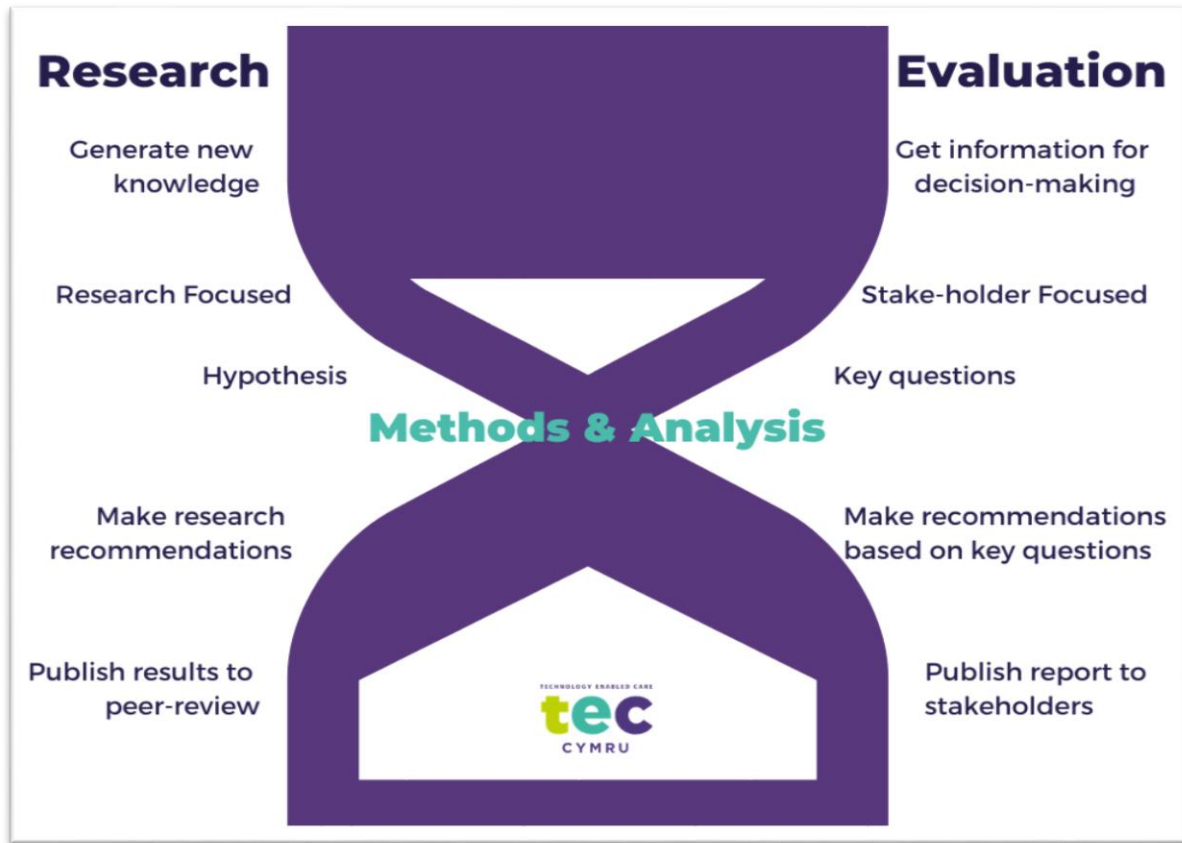 Research
Generate new
knowledge
Research Focused
Hypothesis
Evaluation
Get information for
decision-making
Stake-holder Focused
Key questions
Methods & Analysis
Make research
recommendations
Publish results to
peer-review
Make recommendations
based on key questions
Publish report to
stakeholders
TECHNOLOGY ENABLED CARE
tec
CYMRU